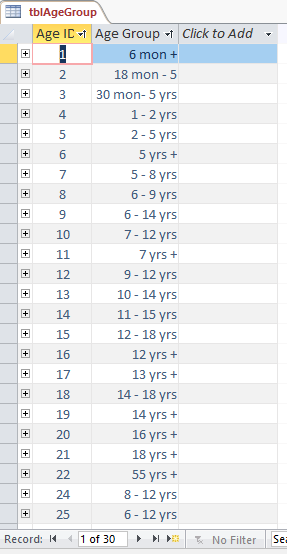 tblAgeGroup
Age ID Age Group Click to Add
1 6 mon +
2 18 mon - 5
3 30 mon- 5 yrs
4 1 - 2 yrs
5 2 - 5 yrs
6 5 yrs +
7 5 - 8 yrs
8 6 - 9 yrs
9 6 - 14 yrs
10 7 - 12 yrs
11 7 yrs +
12 9 - 12 yrs
13 10 - 14 yrs
14 11 - 15 yrs
15 12 - 18 yrs
16 12 yrs +
17 13 yrs +
18 14 - 18 yrs
19 14 yrs +
20 16 yrs +
21 18 yrs +
22 55 yrs +
24 8 - 12 yrs
25 6 - 12 yrs
Record: 1 of 30 No Filter Sea